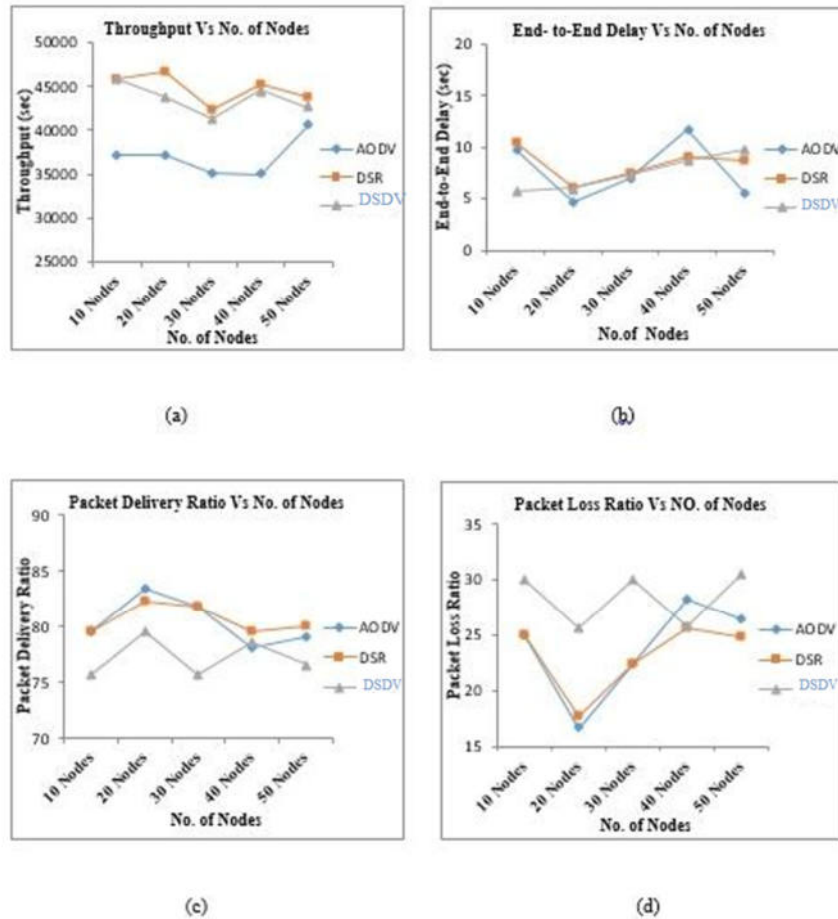 Throughput Vs No. of Nodes
50000
45000
40000
35000
30000
25000
Throughput (sec)
AODV
DSR
DSDV
10 Nodes
20 Nodes
30 Nodes
40 Nodes
50 Nodes
No. of Nodes
(a)
End- to-End Delay Vs No. of Nodes
20
15
10
5
0
End-to-End Delay (sec)
AODV
DSR
DSDV
10 Nodes
20 Nodes
30 Nodes
40 Nodes
50 Nodes
No.of Nodes
(b)
Packet Delivery Ratio Vs No. of Nodes
90
85
80
75
70
Packet Delivery Ratio
AODV
DSR
DSDV
10 Nodes
20 Nodes
30 Nodes
40 Nodes
50 Nodes
No. of Nodes
(c)
Packet Loss Ratio Vs NO. of Nodes
35
30
25
20
15
Packet Loss Ratio
AODV
DSR
DSDV
10 Nodes
20 Nodes
30 Nodes
40 Nodes
50 Nodes
No. of Nodes
(d)